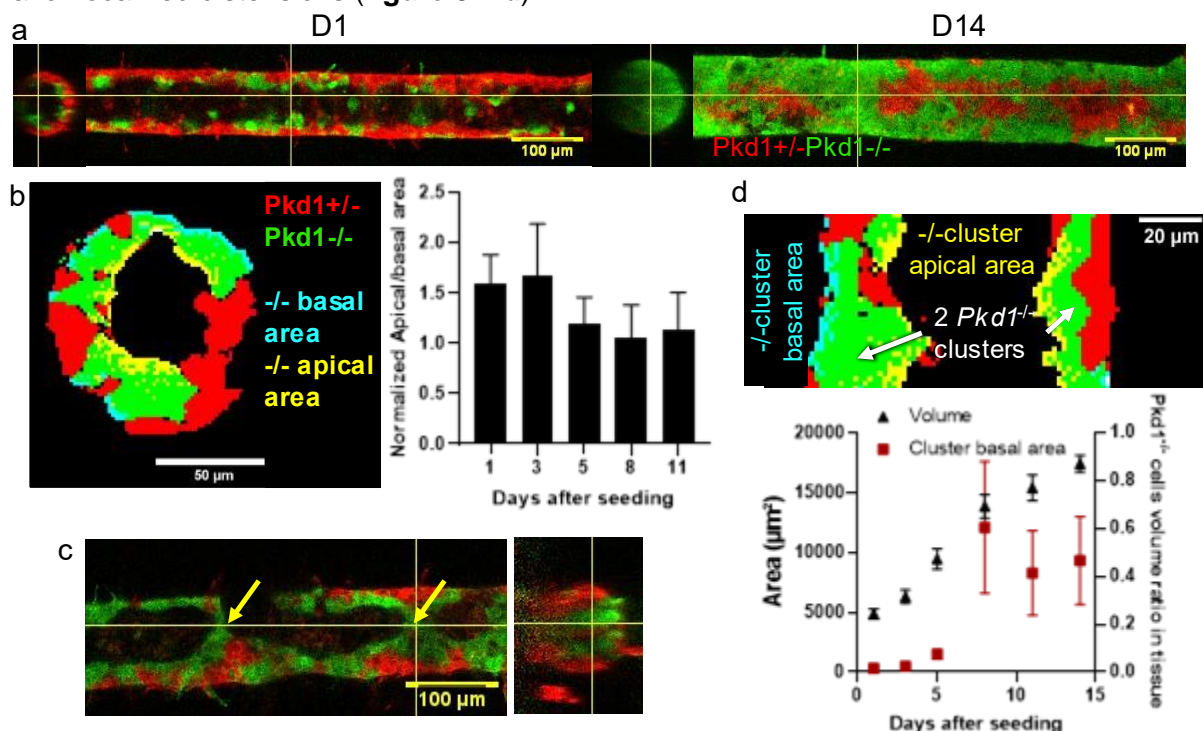 a
D1
D14
100 µm
100 µm
Pkd1+/-Pkd1-/-
b
Pkd1+/-
Pkd1-/-
-/- basal
area
-/- apical
area
50 µm
Normalized Apical/basal area
2.5
2.0
1.5
1.0
0.5
0.0
1 3 5 8 11
Days after seeding
c
100 µm
d
20 µm
-/-cluster
basal area
-/-cluster
apical area
2 Pkd1-/-
clusters
Volume
Cluster basal area
Area (µm²)
20000
15000
10000
5000
0
1.0
0.8
0.6
0.4
0.2
0.0
Pkd1-/- cells volume ratio in tissue
0 5 10 15
Days after seeding